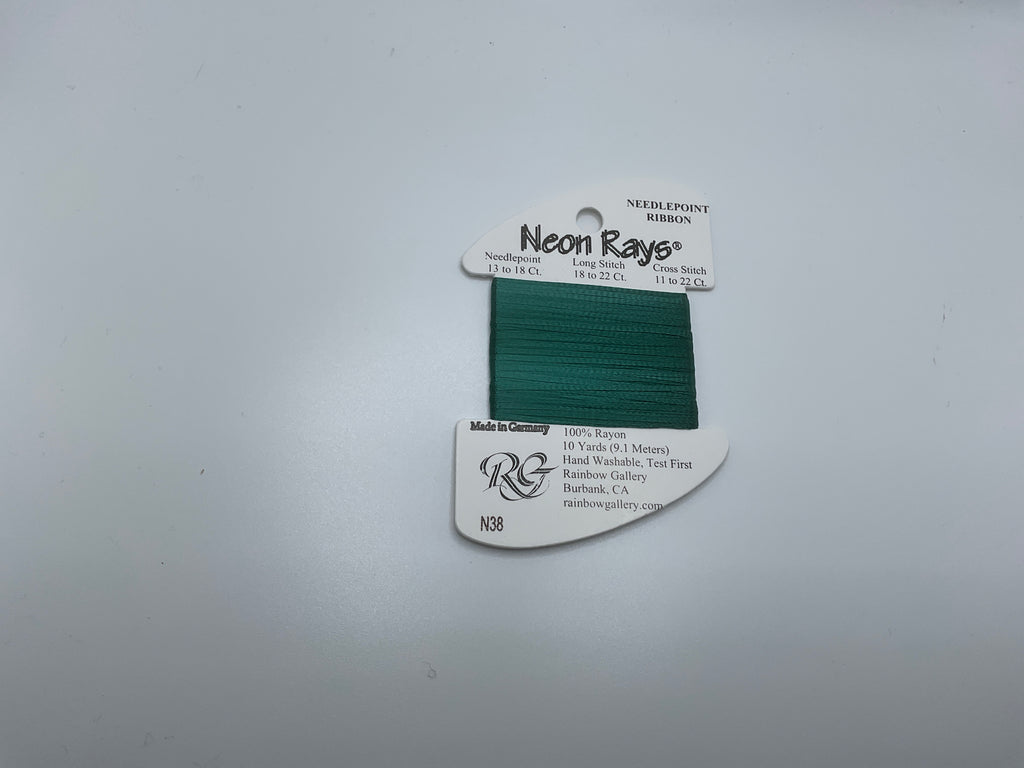 NEEDLEPOINT
RIBBON
Neon Rays®
Needlepoint
13 to 18 Ct.
Long Stitch
18 to 22 Ct.
Cross Stitch
11 to 22 Ct.
Made in Germany
100% Rayon
10 Yards (9.1 Meters)
Hand Washable, Test First
Rainbow Gallery
Burbank, CA
rainbowgallery.com
RG
N38